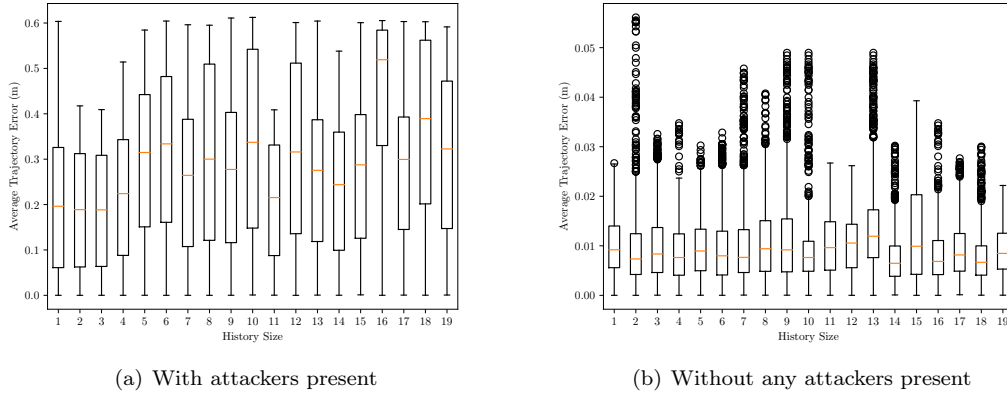 0.6
0.5
0.4
0.3
0.2
0.1
0.0
Average Trajectory Error (m)
1 2 3 4 5 6 7 8 9 10 11 12 13 14 15 16 17 18 19
History Size
(a) With attackers present
0.05
0.04
0.03
0.02
0.01
0.00
Average Trajectory Error (m)
1 2 3 4 5 6 7 8 9 10 11 12 13 14 15 16 17 18 19
History Size
(b) Without any attackers present